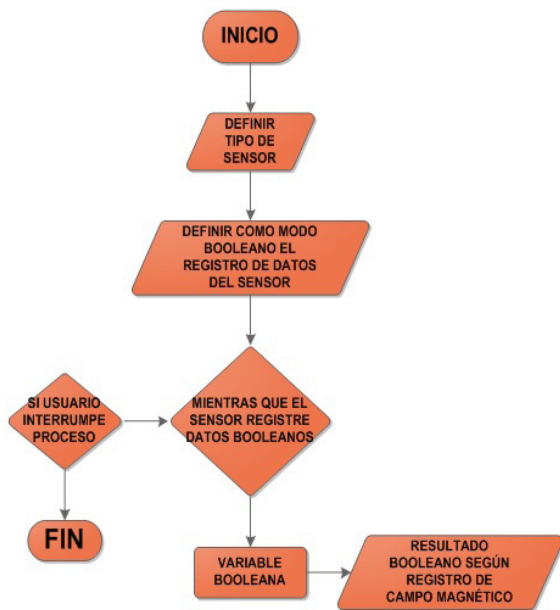 INICIO
DEFINIR
TIPO DE
SENSOR
DEFINIR COMO MODO
BOOLEANO EL
REGISTRO DE DATOS
DEL SENSOR
SI USUARIO
INTERRUMPE
PROCESO
MIENTRAS QUE EL
SENSOR REGISTRE
DATOS BOOLEANOS
FIN
VARIABLE
BOOLEANA
RESULTADO
BOOLEANO SEGÚN
REGISTRO DE
CAMPO MAGNÉTICO